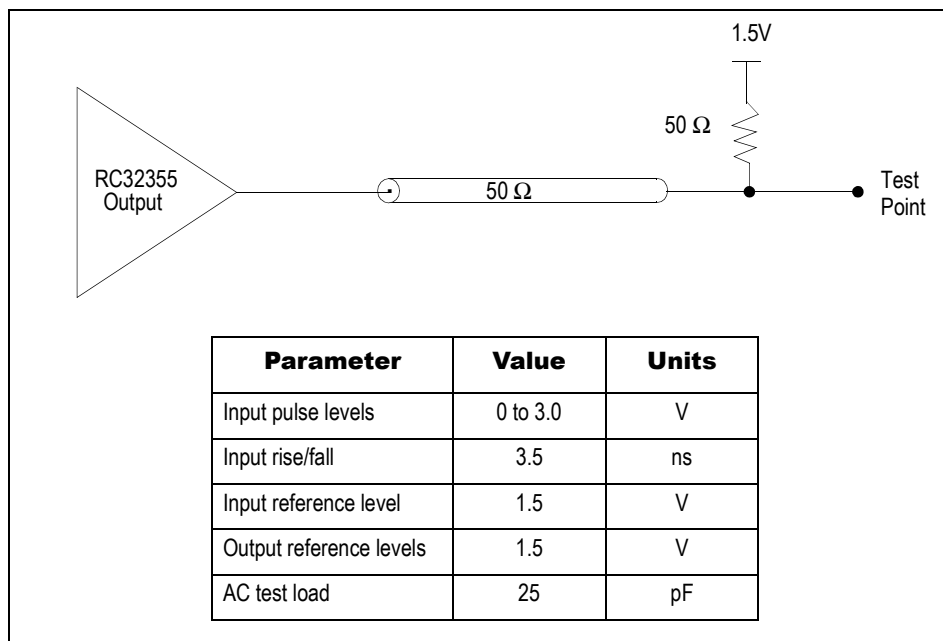 1.5V
50 Ω
RC32355
Output
50 Ω
Test
Point
Parameter Value Units
Input pulse levels 0 to 3.0 V
Input rise/fall 3.5 ns
Input reference level 1.5 V
Output reference levels 1.5 V
AC test load 25 pF